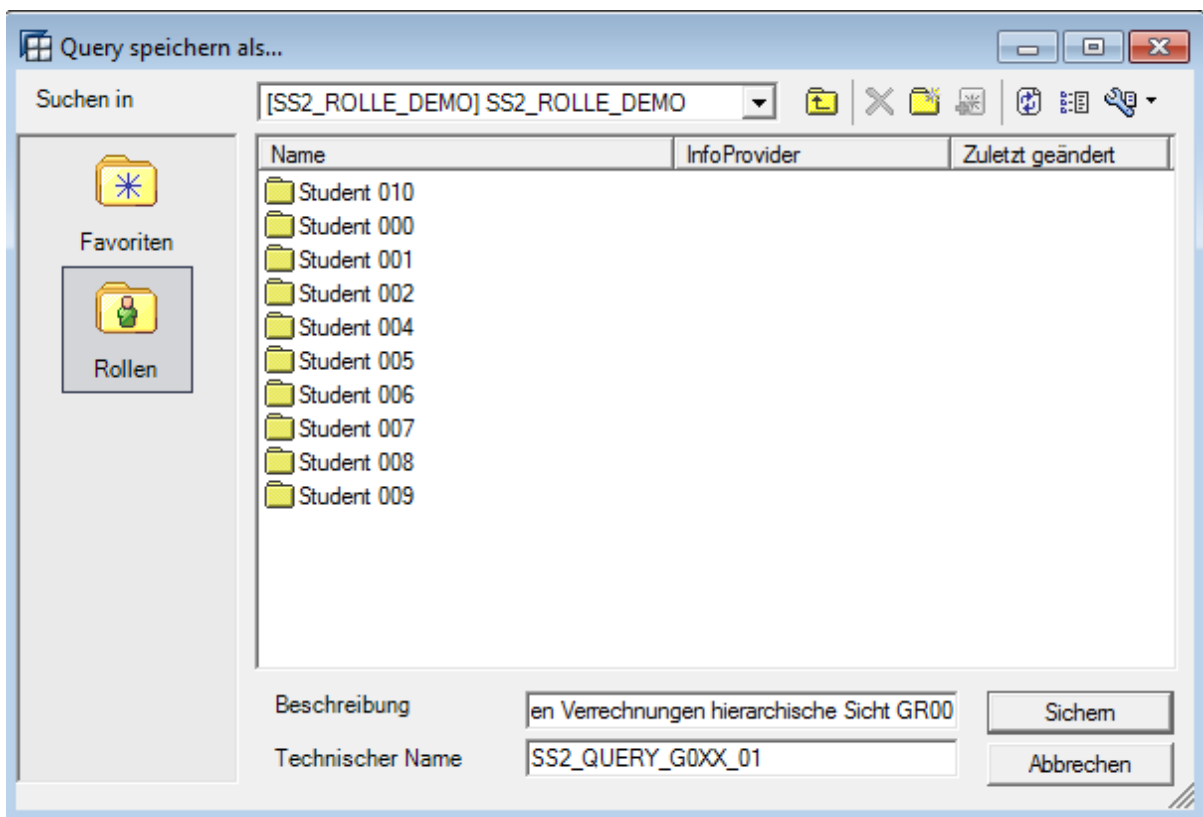 Query speichern als...
Suchen in
[SS2_ROLLE_DEMO] SS2_ROLLE_DEMO
Favoriten
Rollen
Name InfoProvider Zuletzt geändert
Student 010
Student 000
Student 001
Student 002
Student 004
Student 005
Student 006
Student 007
Student 008
Student 009
Beschreibung en Verrechnungen hierarchische Sicht GR00 Sichern
Technischer Name SS2_QUERY_G0XX_01 Abbrechen